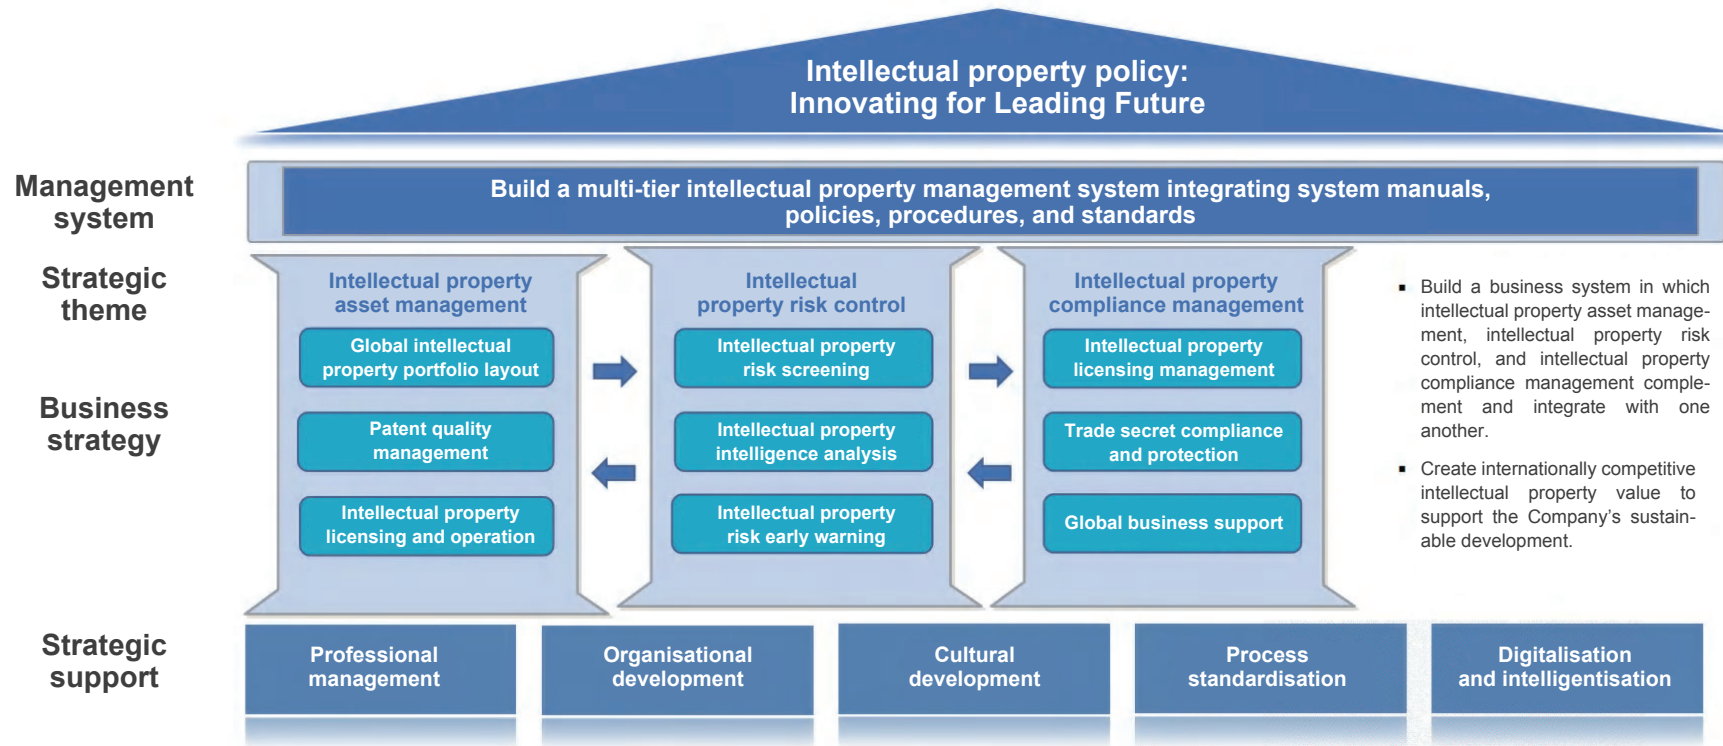 Intellectual property policy:
Innovating for Leading Future
Management
system
Build a multi-tier intellectual property management system integrating system manuals,
policies, procedures, and standards
Strategic
theme
Intellectual property
asset management
Intellectual
property risk control
Intellectual property
compliance management
Business
strategy
Global intellectual
property portfolio layout
Patent quality
management
Intellectual property
licensing and operation
Intellectual property
risk screening
Intellectual property
intelligence analysis
Intellectual property
risk early warning
Intellectual property
licensing management
Trade secret compliance
and protection
Global business support
▪ Build a business system in which
intellectual property asset manage-
ment, intellectual property risk
control, and intellectual property
compliance management comple-
ment and integrate with one
another.
▪ Create internationally competitive
intellectual property value to
support the Company's sustain-
able development.
Strategic
support
Professional
management
Organisational
development
Cultural
development
Process
standardisation
Digitalisation
and intelligentisation